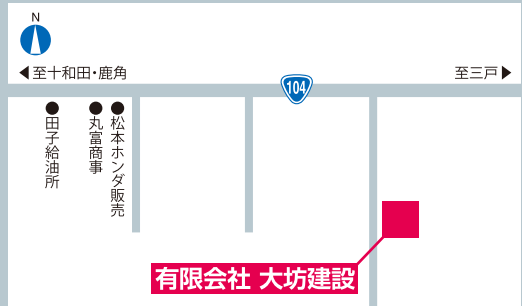 N
至十和田・鹿角
至三戸
104
田子給油所
丸富商事
松本ホンダ販売
有限会社 大坊建設